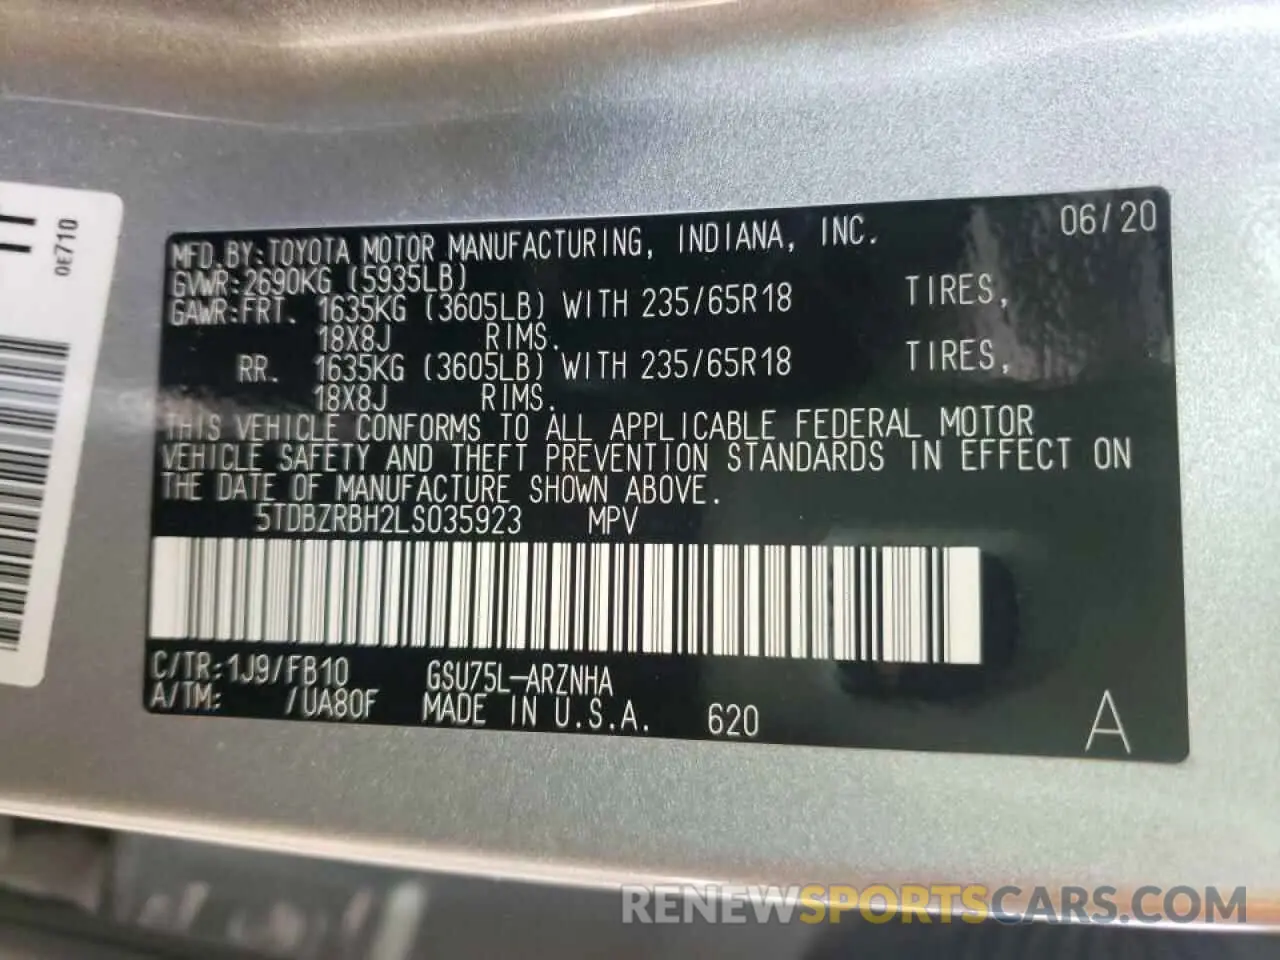 TT
0E710
06/20
MFD.BY:TOYOTA MOTOR MANUFACTURING, INDIANA, INC.
GVWR:2690KG (5935LB)
GAWR:FRT. 1635KG (3605LB) WITH 235/65R18 TIRES,
18X8J RIMS.
RR. 1635KG (3605LB) WITH 235/65R18 TIRES,
18X8J RIMS.
THIS VEHICLE CONFORMS TO ALL APPLICABLE FEDERAL MOTOR
VEHICLE SAFETY AND THEFT PREVENTION STANDARDS IN EFFECT ON
THE DATE OF MANUFACTURE SHOWN ABOVE.
5TDBZRBH2LS035923 MPV
C/TR:1J9/FB10 GSU75L-ARZNHA
A/TM: /UA80F MADE IN U.S.A. 620
A
RENEWSPORTSCARS.COM